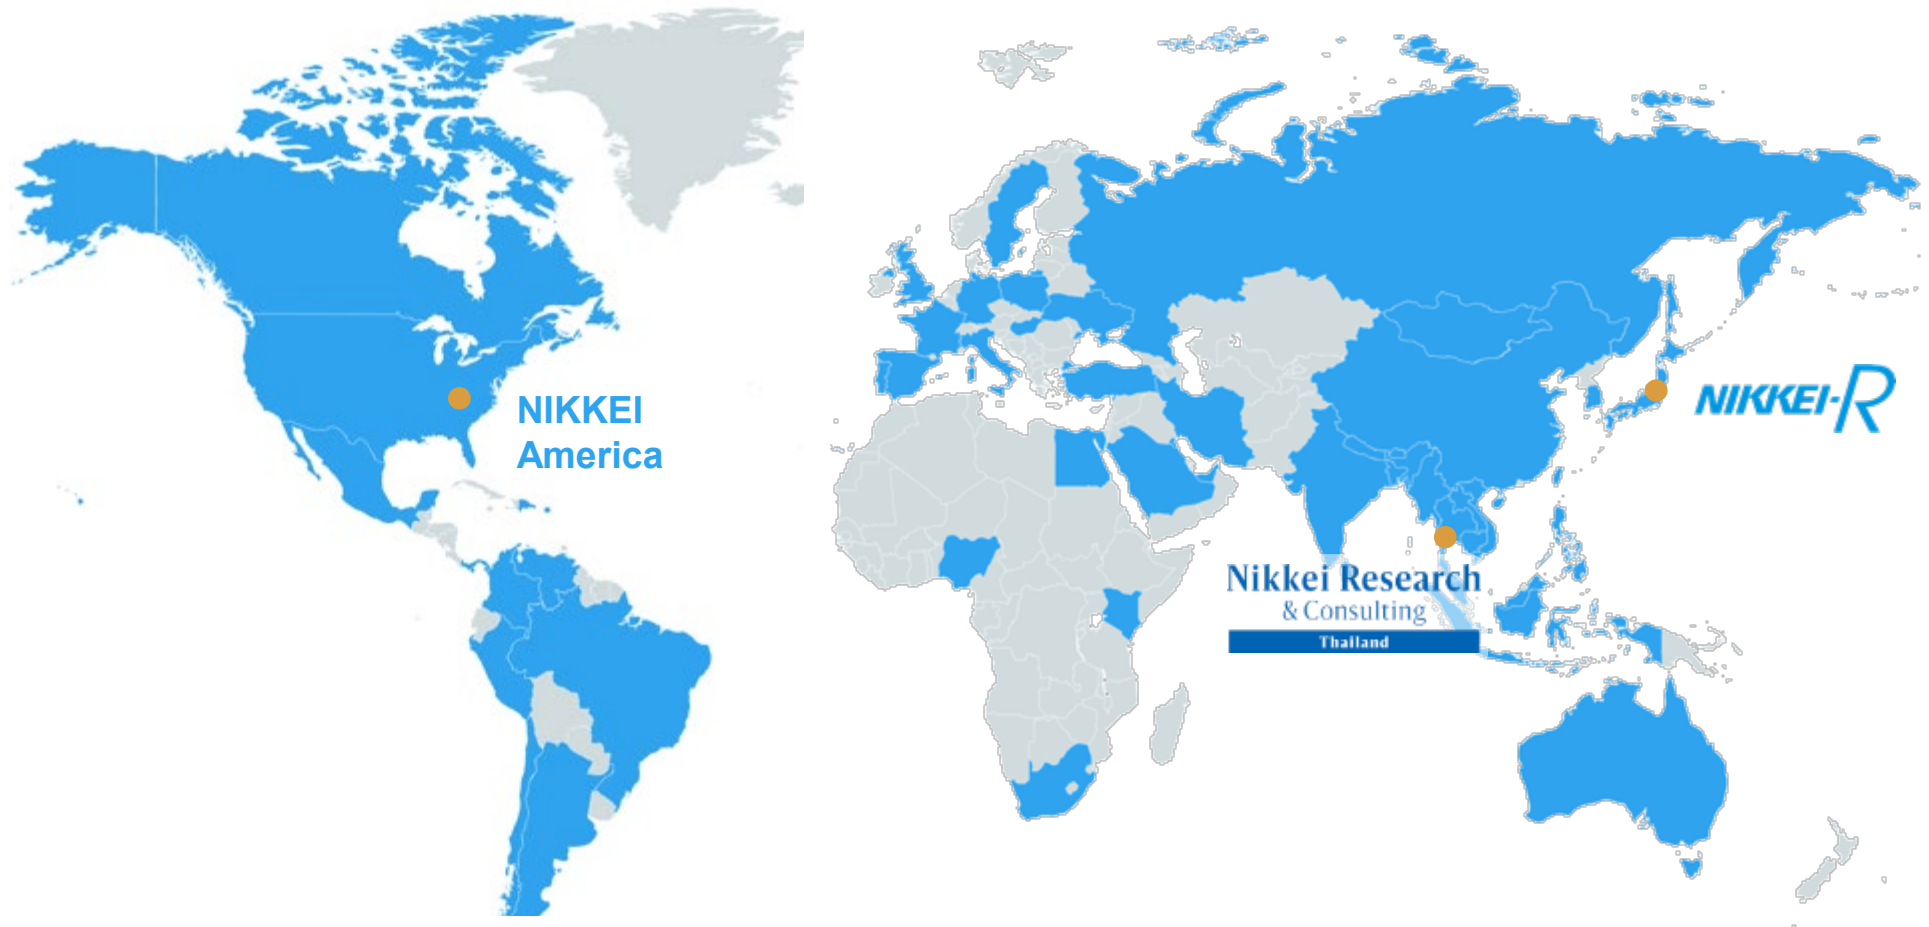 NIKKEI
America
NIKKEI-R
Nikkei Research
& Consulting
Thailand